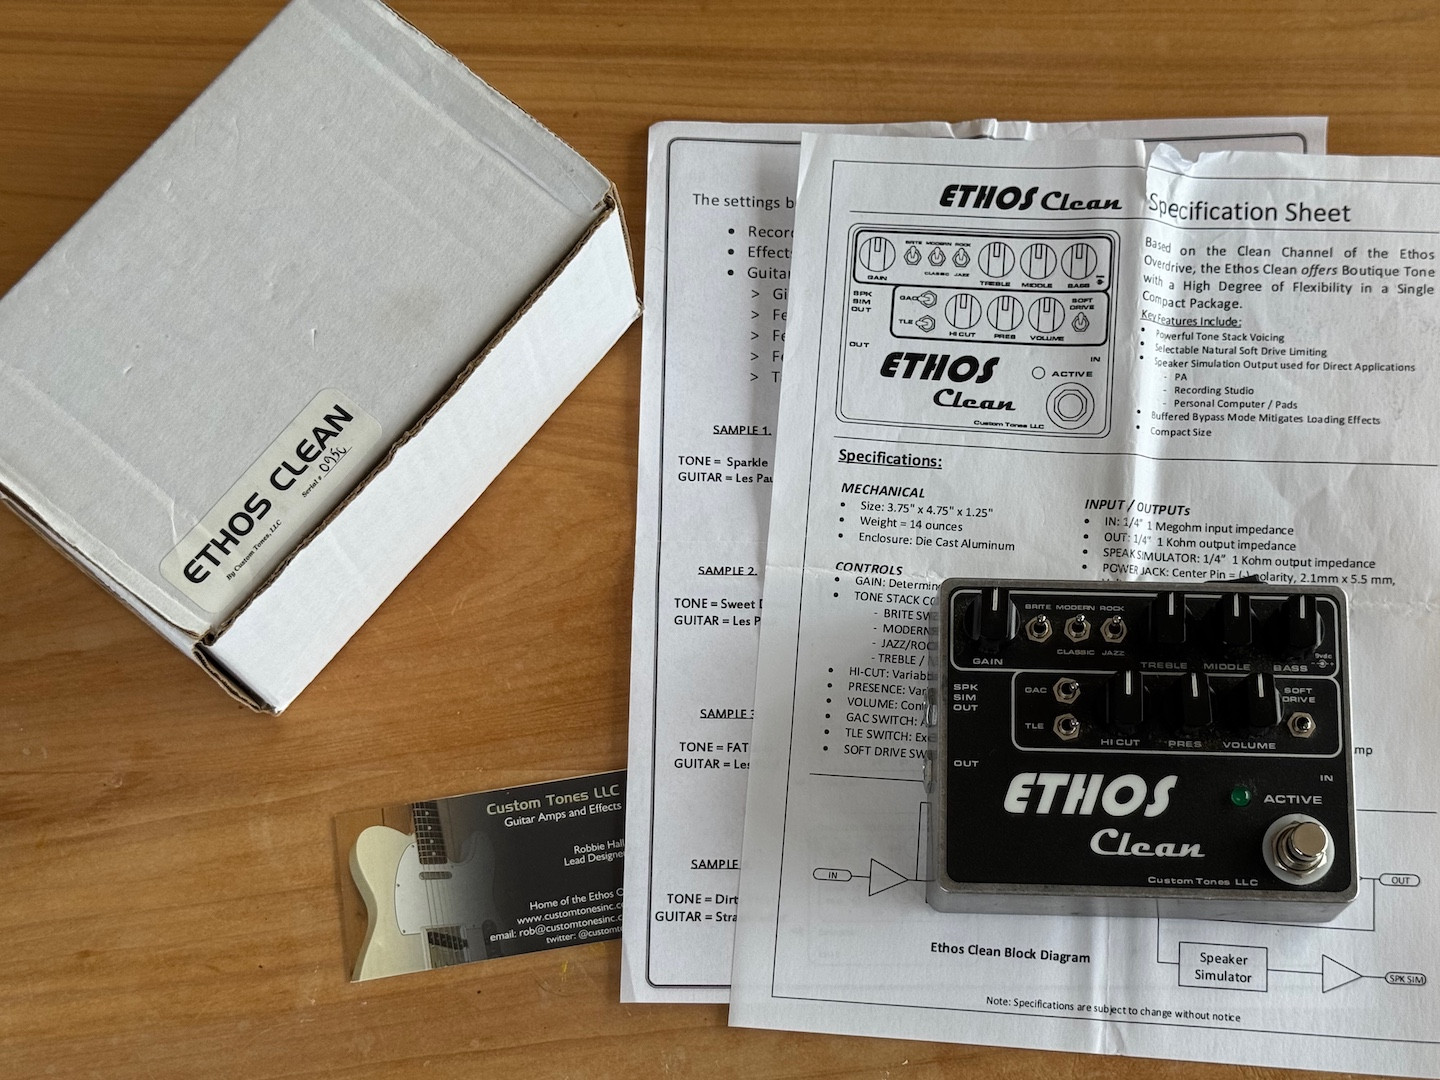 ETHOS CLEAN
By Custom Tones, LLC
Serial #
The settings b
Recor
Effects
Guitar
> Gi
> Fe
> Fe
> Fe
> T
SAMPLE 1.
TONE = Sparkle
GUITAR = Les Pau
SAMPLE 2.
TONE = Sweet D
GUITAR = Les P
SAMPLE 3
TONE = FAT
GUITAR = Les
SAMPLE
TONE = Dirt
GUITAR = Stra
ETHOS Clean Specification Sheet
GAIN
BRITE MODERN ROCK
CLASSIC JAZZ
TREBLE MIDDLE BASS
SPK
SIM
OUT
GAC
TLE
HI CUT PRES VOLUME
SOFT
DRIVE
OUT
IN
ETHOS
Clean
ACTIVE
Custom Tones LLC
Based on the Clean Channel of the Ethos
Overdrive, the Ethos Clean offers Boutique Tone
with a High Degree of Flexibility in a Single
Compact Package.
Key Features Include:
Powerful Tone Stack Voicing
Selectable Natural Soft Drive Limiting
Speaker Simulation Output used for Direct Applications
- PA
- Recording Studio
- Personal Computer / Pads
Buffered Bypass Mode Mitigates Loading Effects
Compact Size
Specifications:
MECHANICAL
Size: 3.75" x 4.75" x 1.25"
Weight = 14 ounces
Enclosure: Die Cast Aluminum
CONTROLS
GAIN: Determin
TONE STACK CO
- BRITE SW
- MODERN
- JAZZ/ROC
- TREBLE /
HI-CUT: Variab
PRESENCE: Var
VOLUME: Con
GAC SWITCH: A
TLE SWITCH: Exe
SOFT DRIVE SW
INPUT / OUTPUTs
IN: 1/4" 1 Megohm input impedance
OUT: 1/4" 1 Kohm output impedance
SPEAK SIMULATOR: 1/4" 1 Kohm output impedance
POWER JACK: Center Pin = (-) polarity, 2.1mm x 5.5 mm,
mp
IN
OUT
Speaker
Simulator
SPK SIM
Ethos Clean Block Diagram
Note: Specifications are subject to change without notice
GAIN
BRITE MODERN ROCK
CLASSIC JAZZ
TREBLE MIDDLE BASS
9vdc
SPK
SIM
OUT
GAC
TLE
HI CUT PRES VOLUME
SOFT
DRIVE
OUT
IN
ETHOS
Clean
ACTIVE
Custom Tones LLC
Custom Tones LLC
Guitar Amps and Effects
Robbie Hall
Lead Designer
Home of the Ethos O
www.customtonesinc.c
email: rob@customtonesinc.c
twitter: @customto